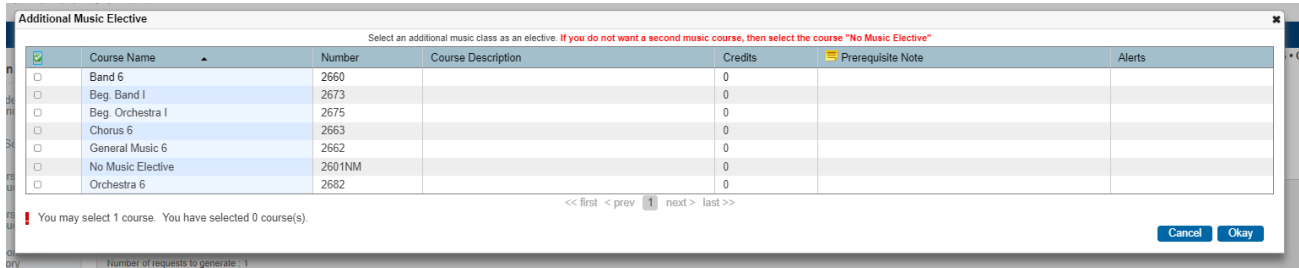 Additional Music Elective
Select an additional music class as an elective. If you do not want a second music course, then select the course "No Music Elective"
Course Name Number Course Description Credits Prerequisite Note Alerts
Band 6 2660 0
Beg. Band I 2673 0
Beg. Orchestra I 2675 0
Chorus 6 2663 0
General Music 6 2662 0
No Music Elective 2601NM 0
Orchestra 6 2682 0
<< first < prev 1 next > last >>
! You may select 1 course. You have selected 0 course(s).
Cancel Okay
Number of requests to generate : 1